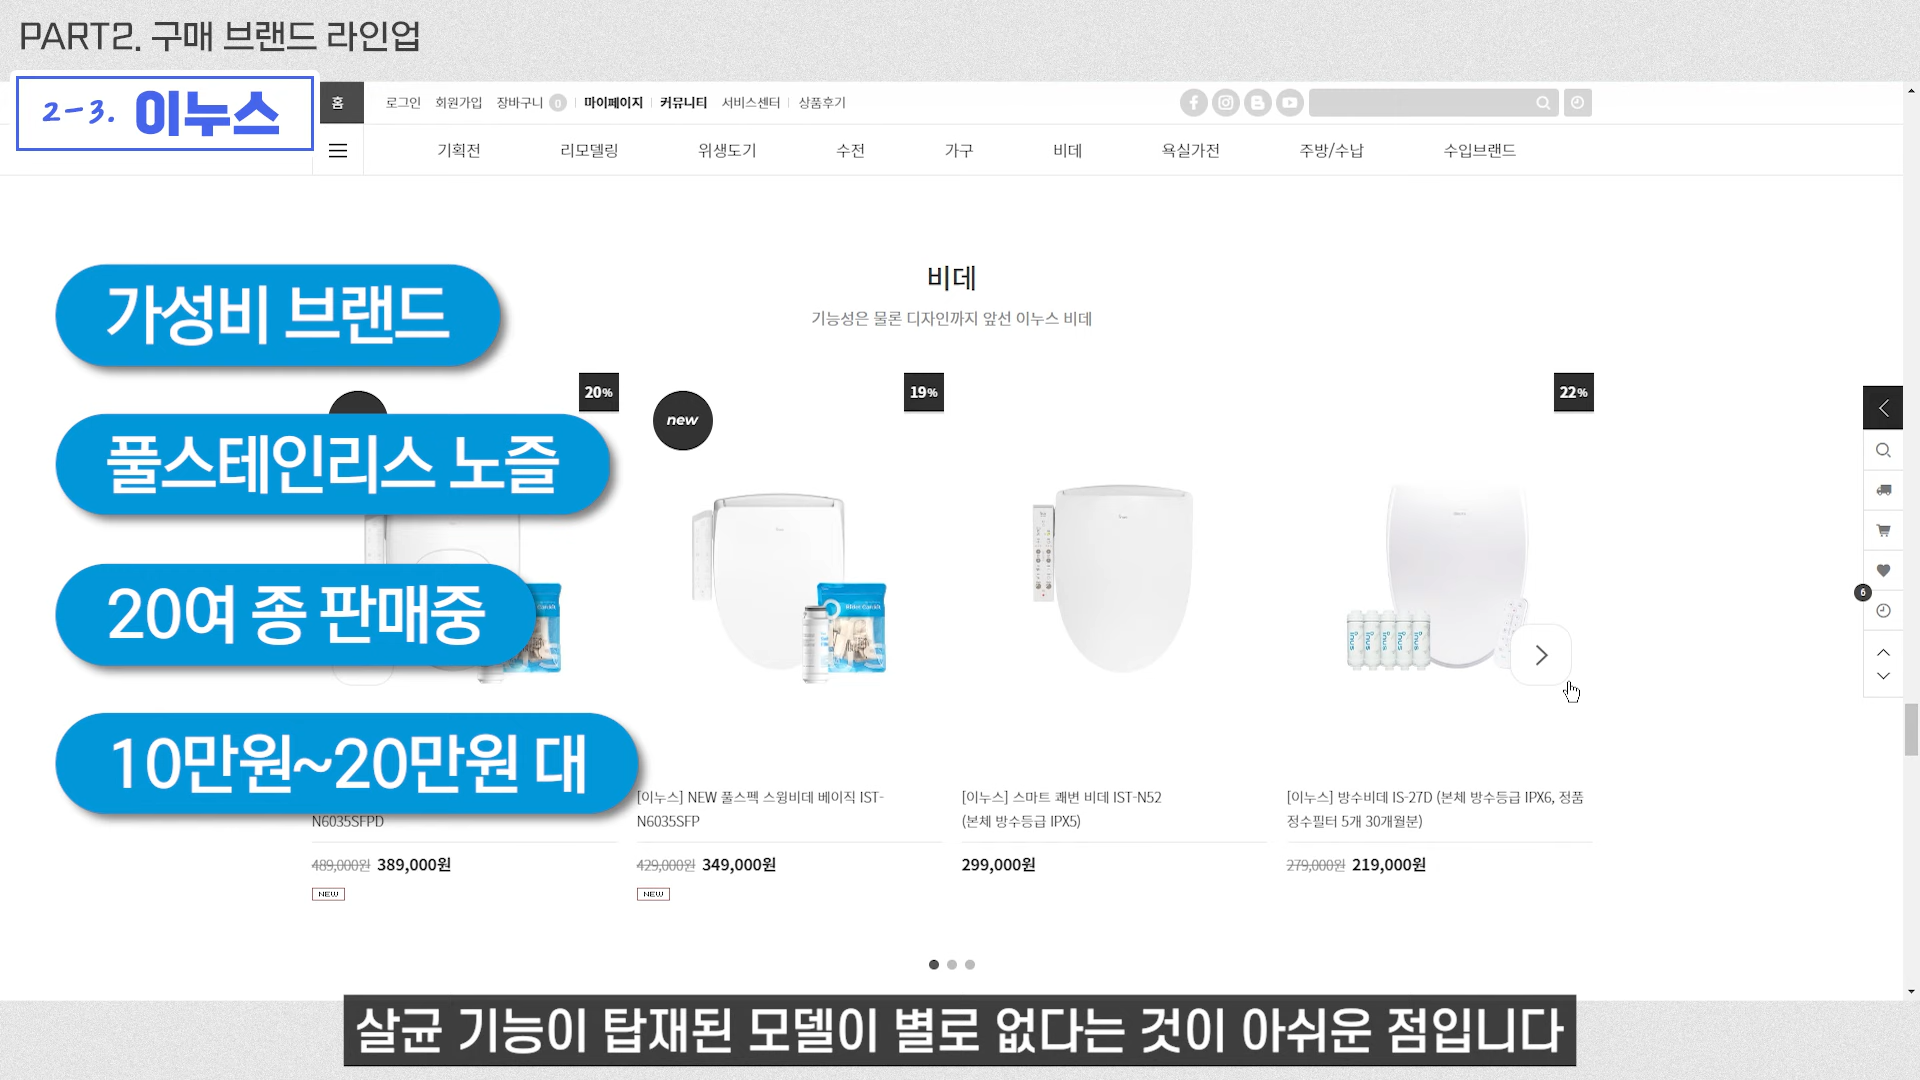 PART2. 구매 브랜드 라인업
2-3. 이누스
홈
로그인 회원가입 장바구니 0 마이페이지 커뮤니티 서비스센터 상품후기
기획전 리모델링 위생도기 수전 가구 비데 욕실가전 주방/수납 수입브랜드
비데
기능성은 물론 디자인까지 앞선 이누스 비데
가성비 브랜드
풀스테인리스 노즐
20여 종 판매중
10만원~20만원 대
20%
new
19%
22%
inus
inus
inus
inus
inus
6
N6035SFPD
489,000원 389,000원
NEW
[이누스] NEW 풀스펙 스윙비데 베이직 IST-
N6035SFP
429,000원 349,000원
NEW
[이누스] 스마트 쾌변 비데 IST-N52
(본체 방수등급 IPX5)
299,000원
[이누스] 방수비데 IS-27D (본체 방수등급 IPX6, 정품
정수필터 5개 30개월분)
279,000원 219,000원
살균 기능이 탑재된 모델이 별로 없다는 것이 아쉬운 점입니다